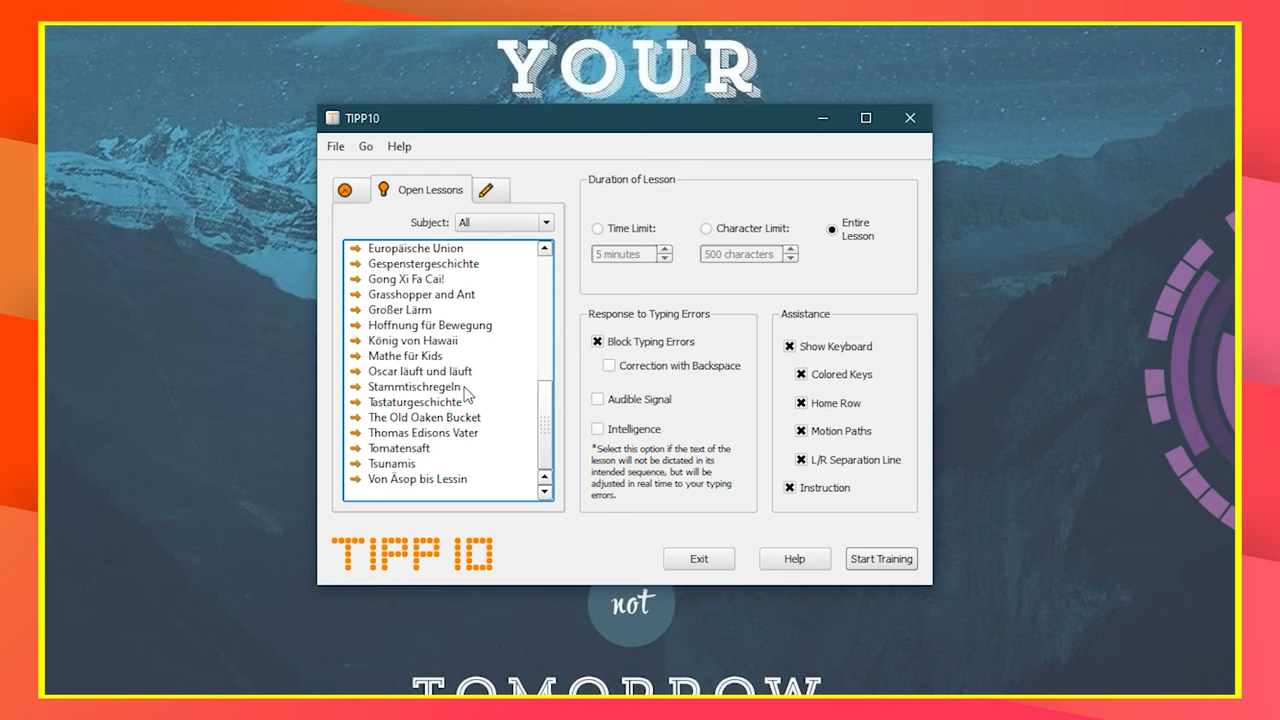 YOUR
TIPP10
File Go Help
Open Lessons
Subject: All
Europäische Union
Gespenstergeschichte
Gong Xi Fa Cai!
Grasshopper and Ant
Großer Lärm
Hoffnung für Bewegung
König von Hawaii
Mathe für Kids
Oscar läuft und läuft
Stammtischregeln
Tastaturgeschichte
The Old Oaken Bucket
Thomas Edisons Vater
Tomatensaft
Tsunamis
Von Äsop bis Lessin
Duration of Lesson
Time Limit: Character Limit: Entire
Lesson
5 minutes 500 characters
Response to Typing Errors
Block Typing Errors
Correction with Backspace
Audible Signal
Intelligence
*Select this option if the text of the
lesson will not be dictated in its
intended sequence, but will be
adjusted in real time to your typing
errors.
Assistance
Show Keyboard
Colored Keys
Home Row
Motion Paths
L/R Separation Line
Instruction
TIPP10
Exit Help Start Training
not
TOMORROW